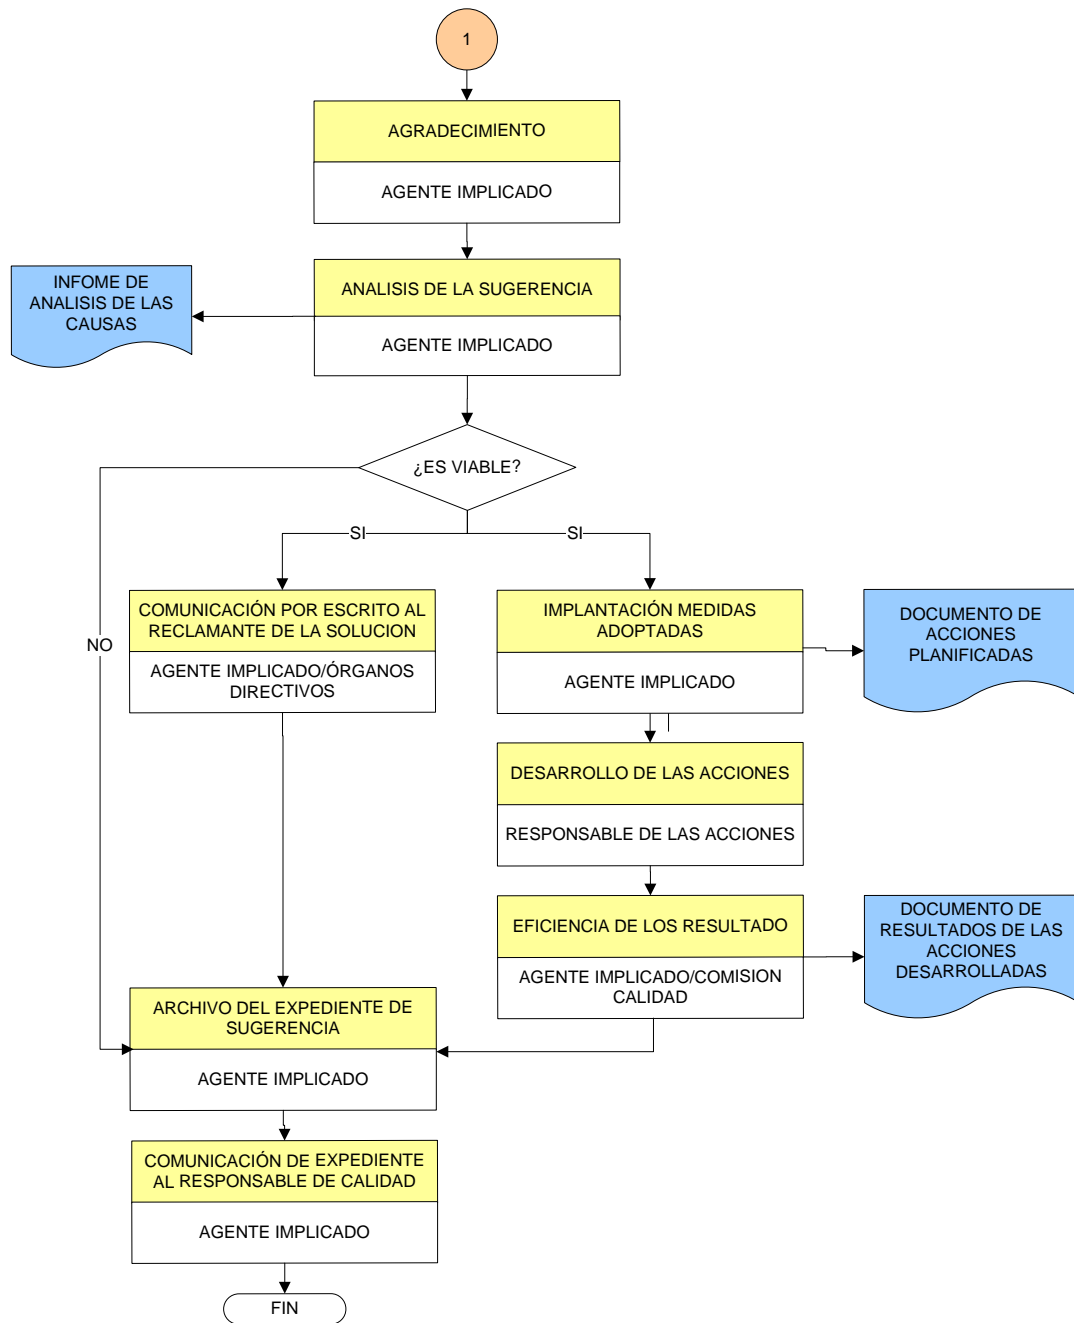 1
AGRADECIMIENTO
AGENTE IMPLICADO
INFOME DE
ANALISIS DE LAS
CAUSAS
ANALISIS DE LA SUGERENCIA
AGENTE IMPLICADO
¿ES VIABLE?
SI
SI
NO
COMUNICACIÓN POR ESCRITO AL
RECLAMANTE DE LA SOLUCION
AGENTE IMPLICADO/ÓRGANOS
DIRECTIVOS
IMPLANTACIÓN MEDIDAS
ADOPTADAS
AGENTE IMPLICADO
DOCUMENTO DE
ACCIONES
PLANIFICADAS
DESARROLLO DE LAS ACCIONES
RESPONSABLE DE LAS ACCIONES
EFICIENCIA DE LOS RESULTADO
AGENTE IMPLICADO/COMISION
CALIDAD
DOCUMENTO DE
RESULTADOS DE LAS
ACCIONES
DESARROLLADAS
ARCHIVO DEL EXPEDIENTE DE
SUGERENCIA
AGENTE IMPLICADO
COMUNICACIÓN DE EXPEDIENTE
AL RESPONSABLE DE CALIDAD
AGENTE IMPLICADO
FIN